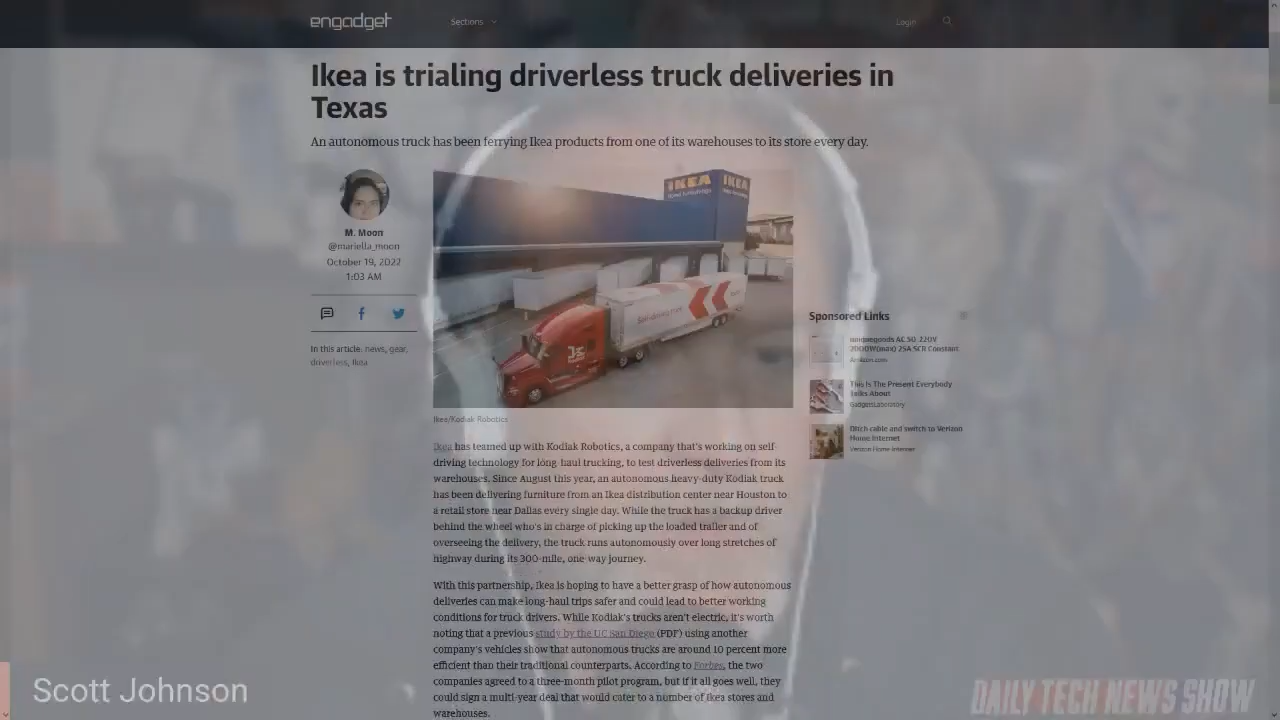 engadget
Sections
Login
Ikea is trialing driverless truck deliveries in
Texas
An autonomous truck has been ferrying Ikea products from one of its warehouses to its store every day.
M. Moon
@mariella_moon
October 19, 2022
1:03 AM
In this article: news, gear,
driverless, Ikea
IKEA
IKEA
Ikea/Kodiak Robotics
Sponsored Links
2000W(max) 25A SCR Constant
Amazon.com
This Is The Present Everybody
Talks About
GadgetsLaboratory
Ditch cable and switch to Verizon
Home Internet
Verizon Home Internet
Ikea has teamed up with Kodiak Robotics, a company that's working on self-
driving technology for long-haul trucking, to test driverless deliveries from its
warehouses. Since August this year, an autonomous heavy-duty Kodiak truck
has been delivering furniture from an Ikea distribution center near Houston to
a retail store near Dallas every single day. While the truck has a backup driver
behind the wheel who's in charge of picking up the loaded trailer and of
overseeing the delivery, the truck runs autonomously over long stretches of
highway during its 300-mile, one-way journey.
With this partnership, Ikea is hoping to have a better grasp of how autonomous
deliveries can make long-haul trips safer and could lead to better working
conditions for truck drivers. While Kodiak's trucks aren't electric, it's worth
noting that a previous study by the UC San Diego (PDF) using another
company's vehicles show that autonomous trucks are around 10 percent more
efficient than their traditional counterparts. According to Forbes, the two
companies agreed to a three-month pilot program, but if it all goes well, they
could sign a multi-year deal that would cater to a number of Ikea stores and
warehouses.
Scott Johnson
DAILY TECH NEWS SHOW